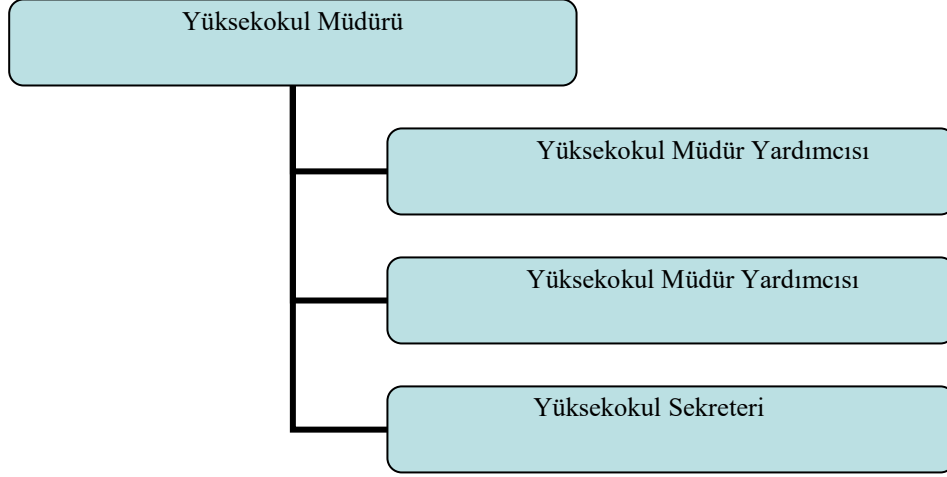 Yüksekokul Müdürü
Yüksekokul Müdür Yardımcısı
Yüksekokul Müdür Yardımcısı
Yüksekokul Sekreteri